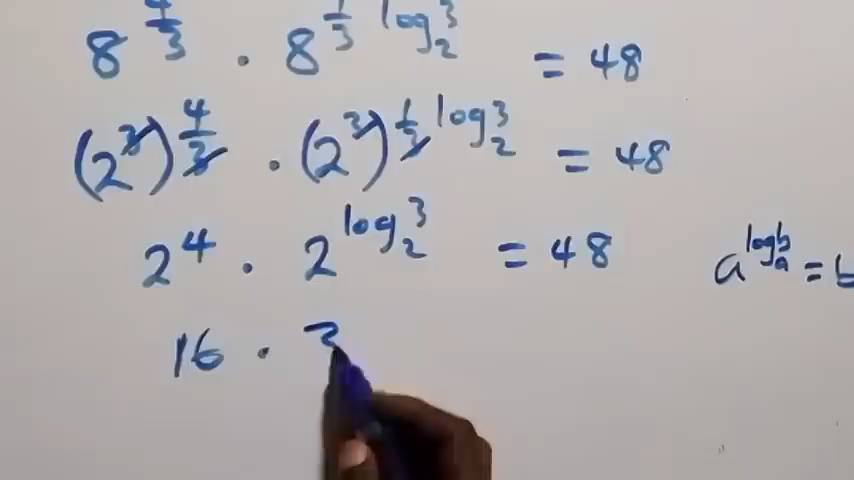 8^(4/3) · 8^(1/3 log_2 3) = 48
(2^3)^(4/3) · (2^3)^(1/3 log_2 3) = 48
2^4 · 2^(log_2 3) = 48
a^(log_a b) = b
16 · 3